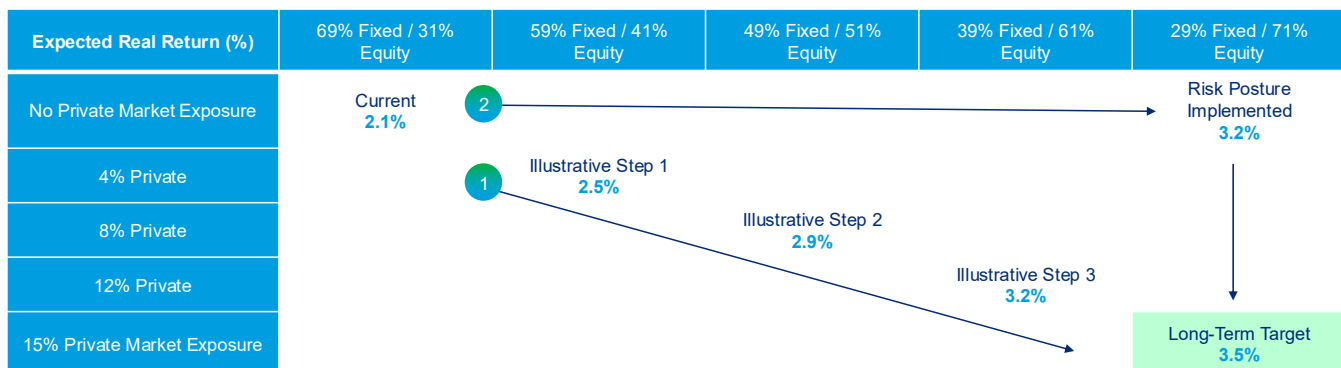 Expected Real Return (%)
69% Fixed / 31%
Equity
59% Fixed / 41%
Equity
49% Fixed / 51%
Equity
39% Fixed / 61%
Equity
29% Fixed / 71%
Equity
No Private Market Exposure
Current
2.1%
2
Risk Posture
Implemented
3.2%
4% Private
1
Illustrative Step 1
2.5%
8% Private
Illustrative Step 2
2.9%
12% Private
Illustrative Step 3
3.2%
15% Private Market Exposure
Long-Term Target
3.5%